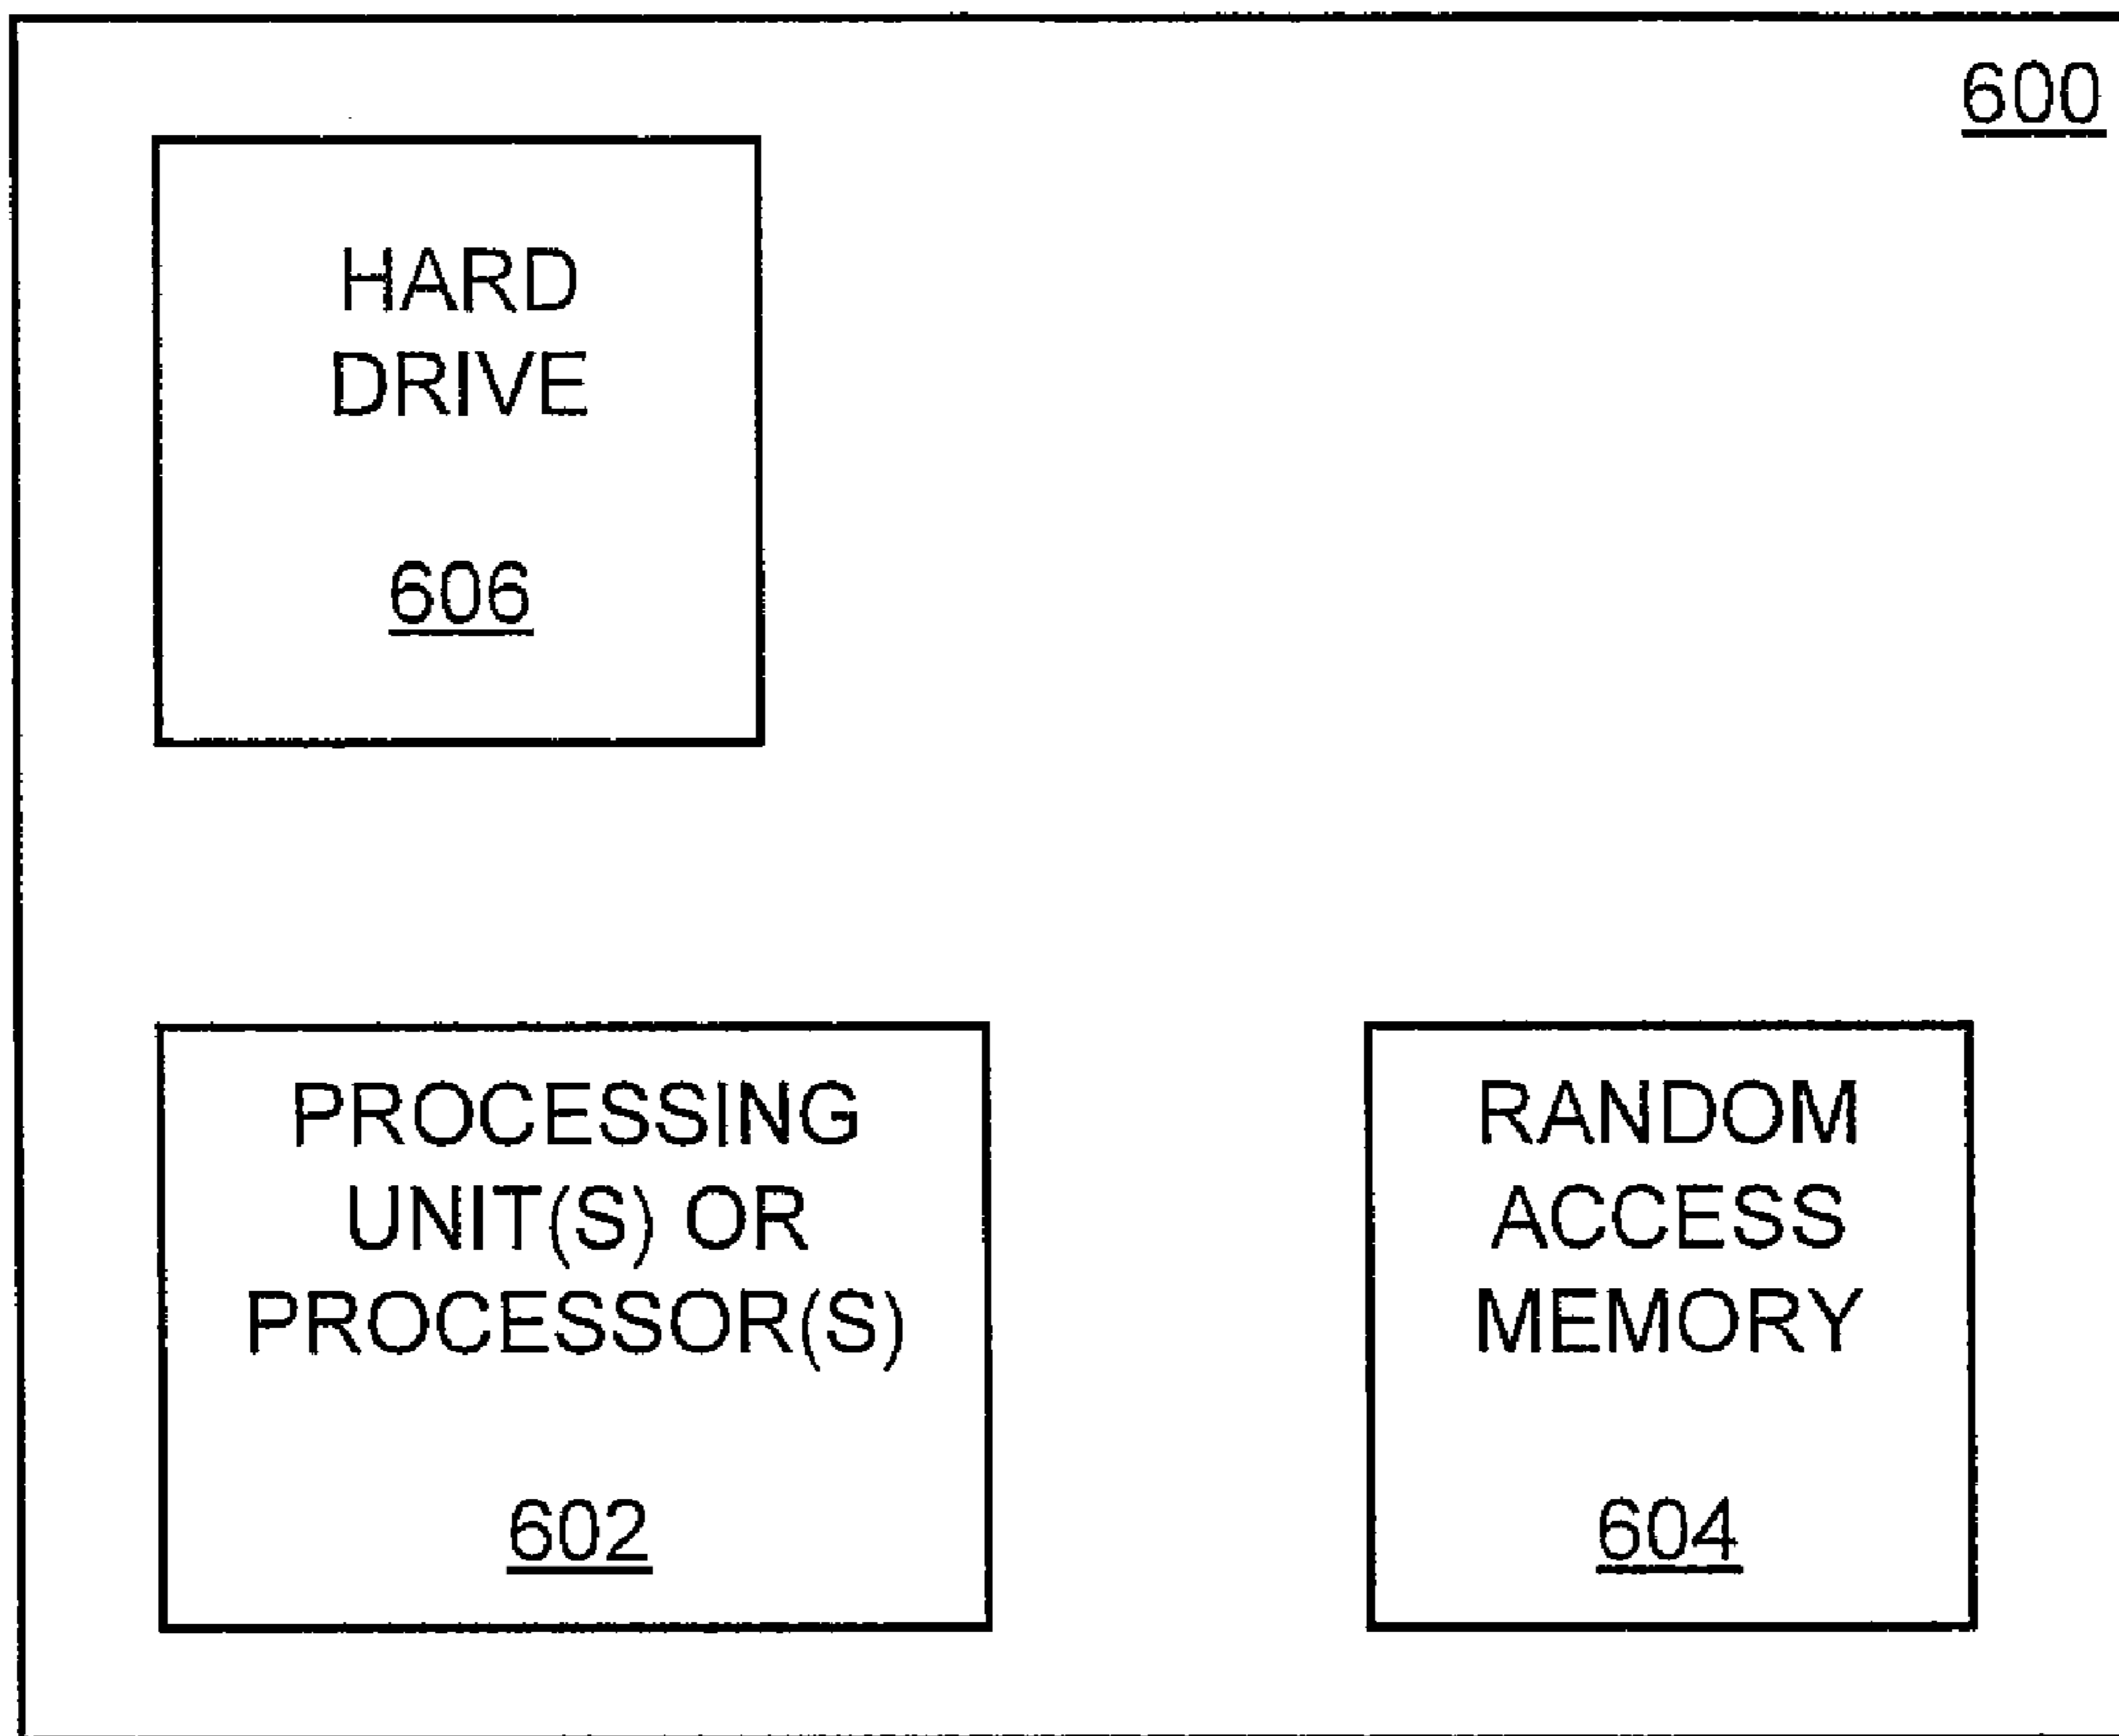 600
HARD
DRIVE
606
PROCESSING
UNIT(S) OR
PROCESSOR(S)
602
RANDOM
ACCESS
MEMORY
604